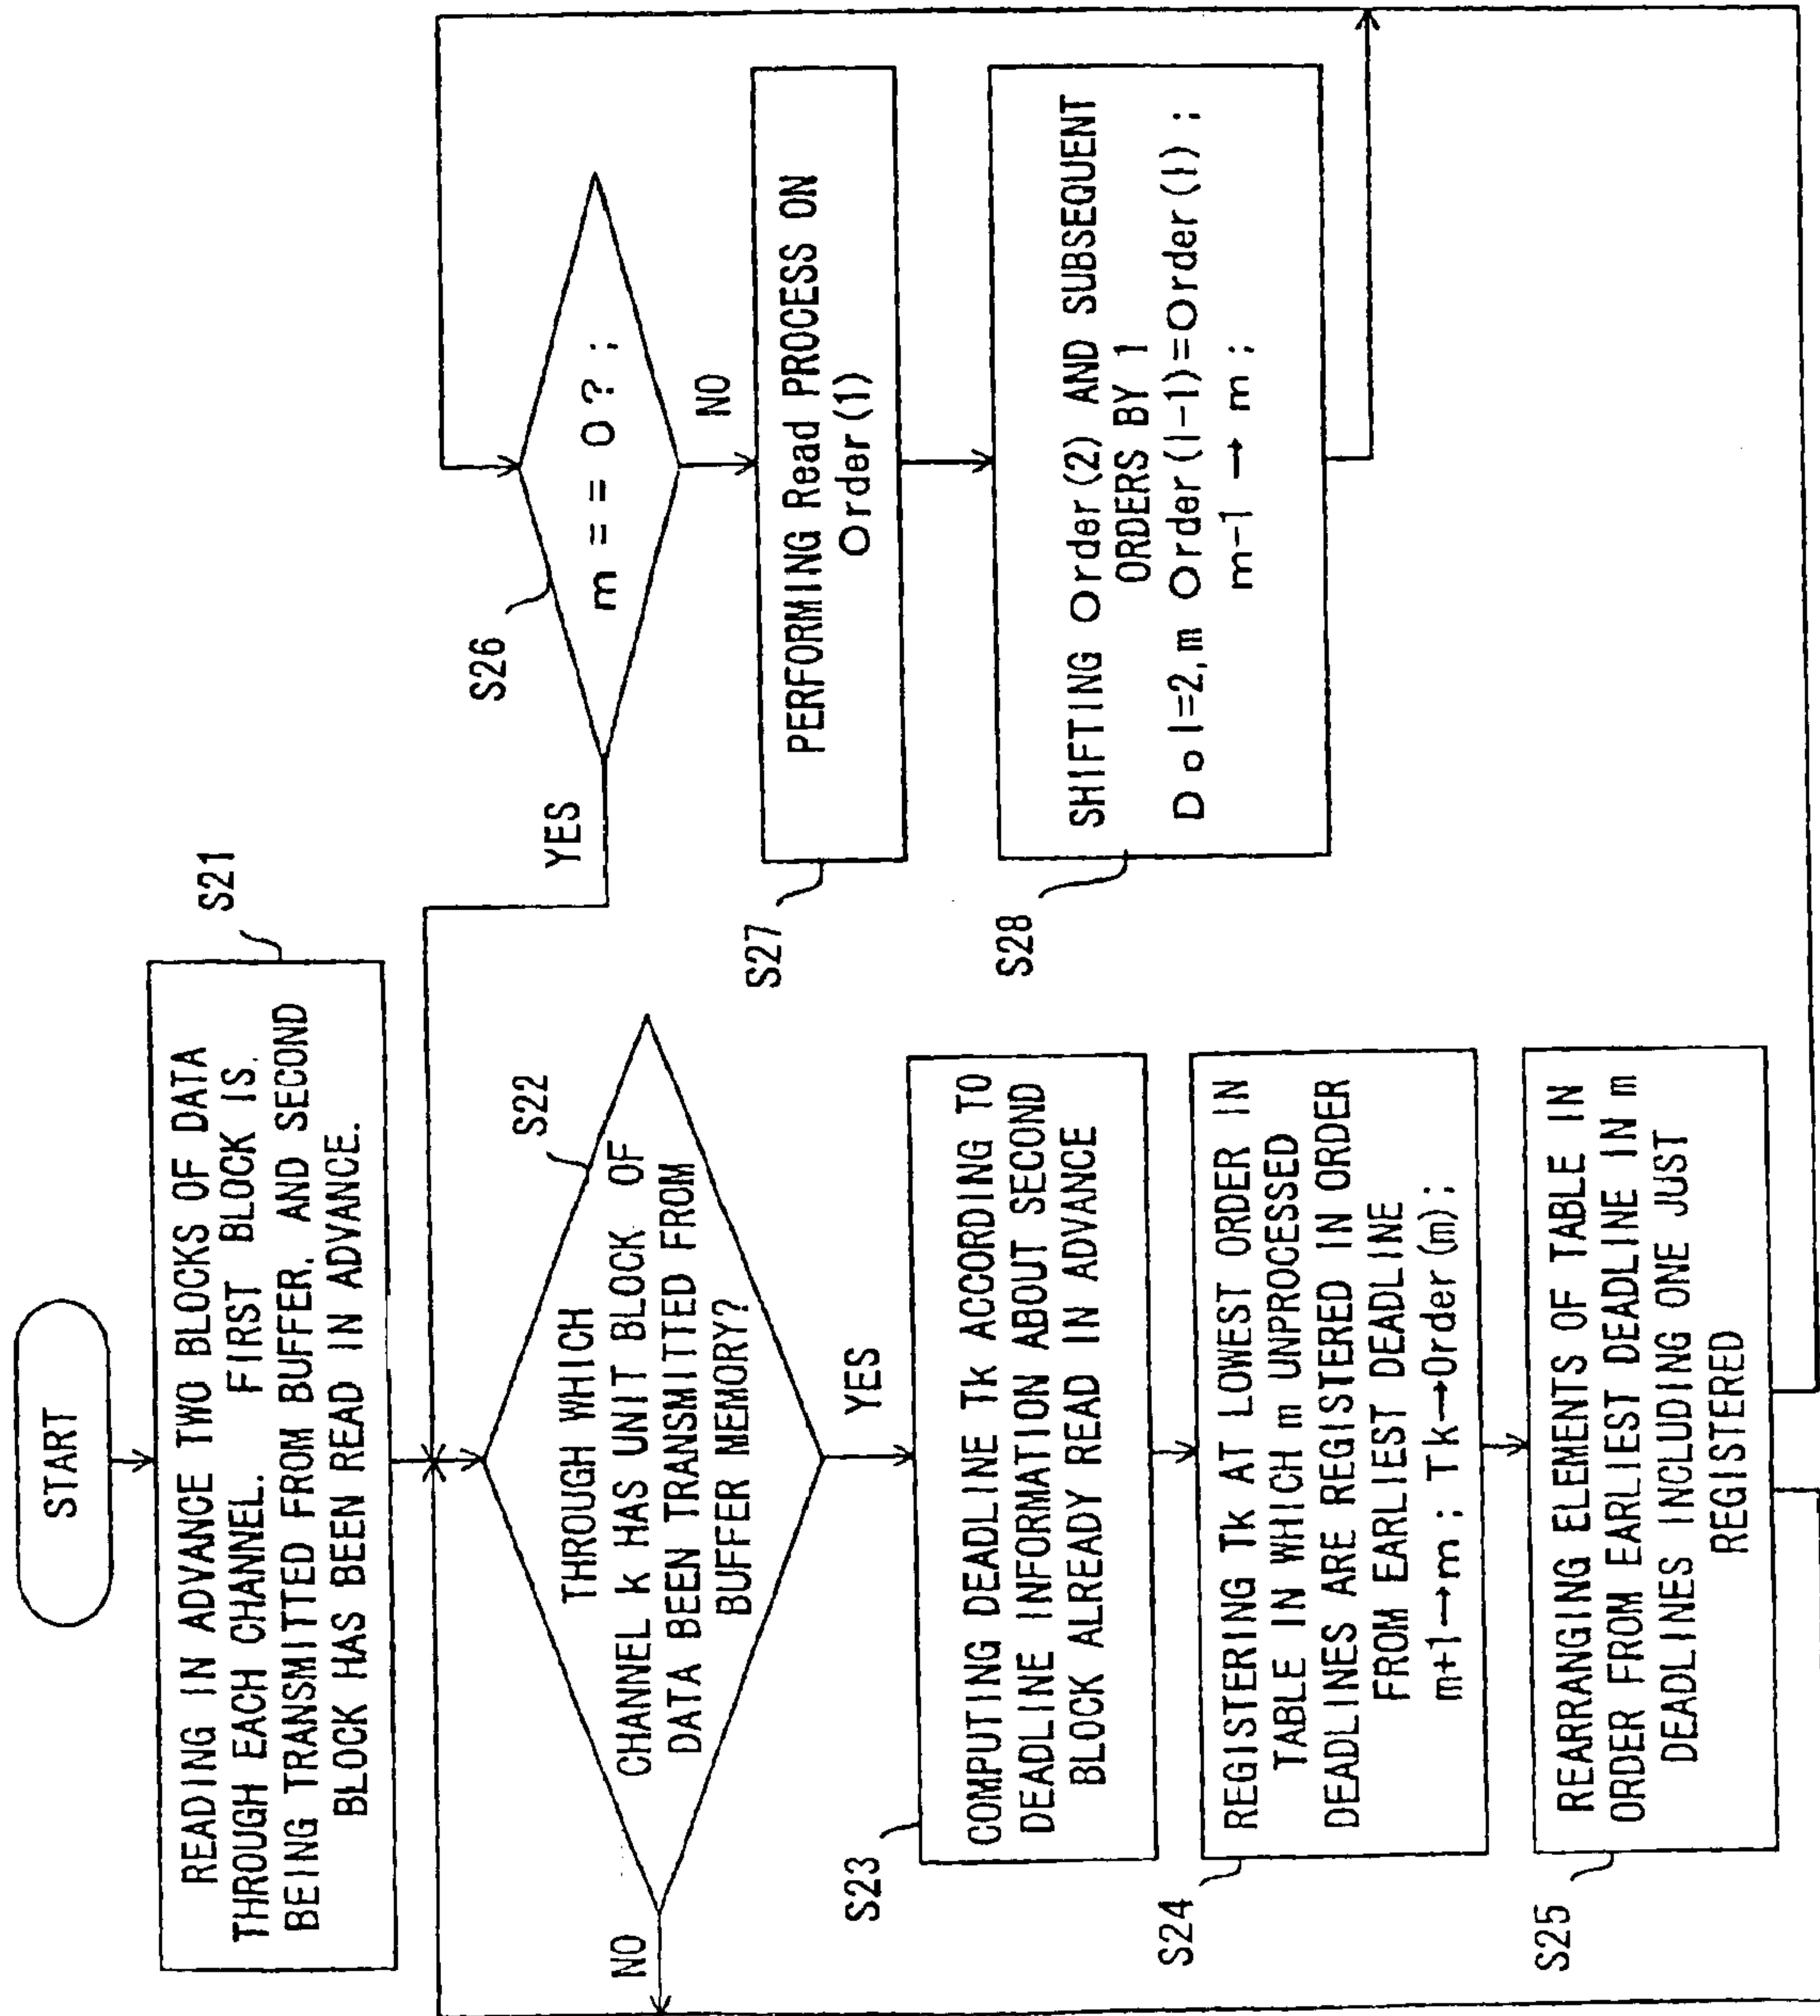 START
READING IN ADVANCE TWO BLOCKS OF DATA
THROUGH EACH CHANNEL. FIRST BLOCK IS.
BEING TRANSMITTED FROM BUFFER, AND SECOND
BLOCK HAS BEEN READ IN ADVANCE.
S21
THROUGH WHICH
CHANNEL k HAS UNIT BLOCK OF
DATA BEEN TRANSMITTED FROM
BUFFER MEMORY?
S22
NO
YES
COMPUTING DEADLINE Tk ACCORDING TO
DEADLINE INFORMATION ABOUT SECOND
BLOCK ALREADY READ IN ADVANCE
S23
REGISTERING Tk AT LOWEST ORDER IN
TABLE IN WHICH m UNPROCESSED
DEADLINES ARE REGISTERED IN ORDER
FROM EARLIEST DEADLINE
m+1→m ; Tk→Order(m);
S24
REARRANGING ELEMENTS OF TABLE IN
ORDER FROM EARLIEST DEADLINE IN m
DEADLINES INCLUDING ONE JUST
REGISTERED
S25
S26
m == 0 ? ;
YES
NO
PERFORMING Read PROCESS ON
Order(1)
S27
SHIFTING Order(2) AND SUBSEQUENT
ORDERS BY 1
Do l=2,m Order(l-1)=Order(l);
m-1 → m ;
S28